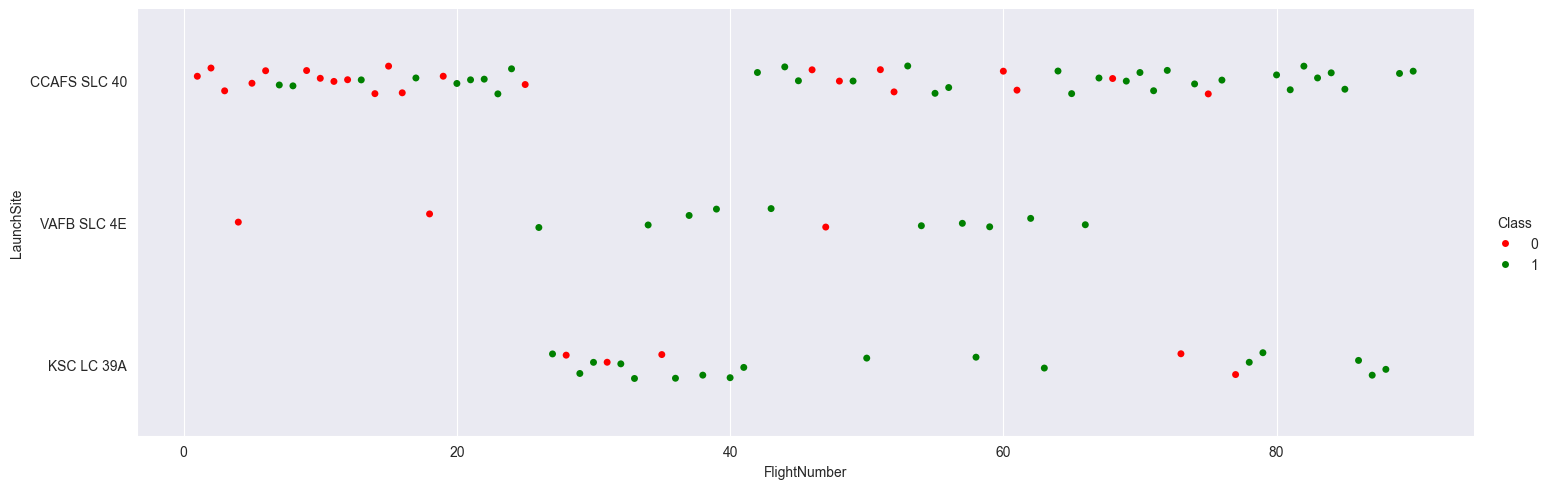 CCAFS SLC 40
VAFB SLC 4E
KSC LC 39A
LaunchSite
0
20
40
60
80
FlightNumber
Class
0
1